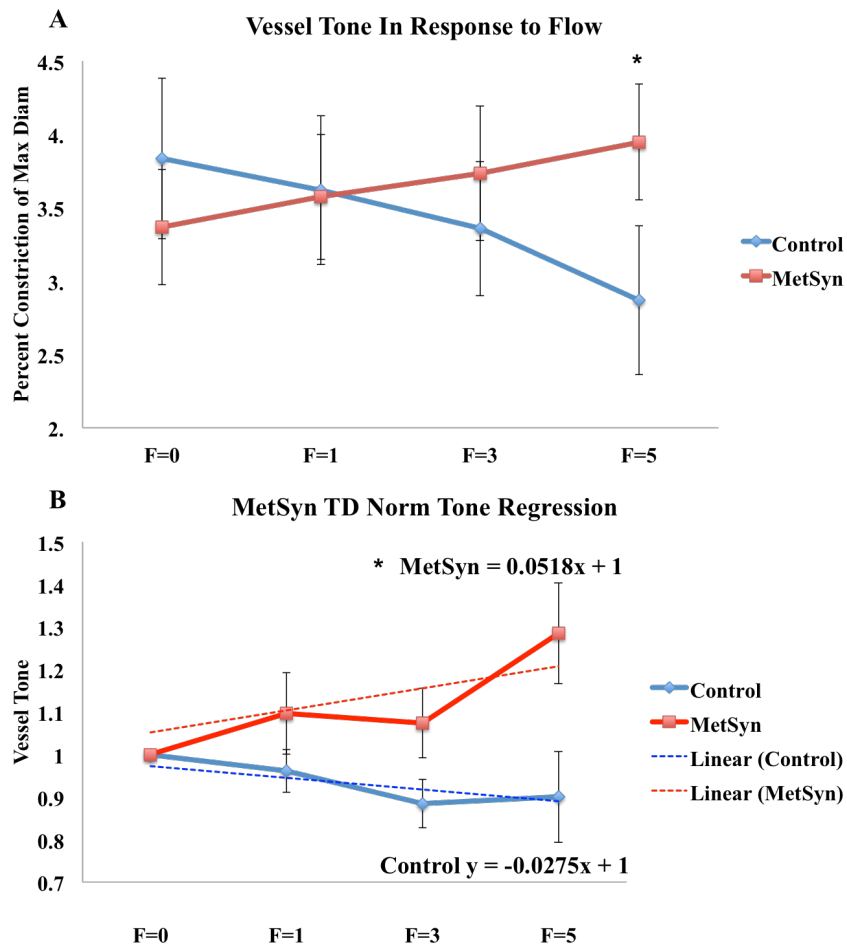 A
Vessel Tone In Response to Flow
Percent Constriction of Max Diam
4.5
4.
3.5
3.
2.5
2.
*
F=0 F=1 F=3 F=5
Control
MetSyn
B
MetSyn TD Norm Tone Regression
Vessel Tone
1.5
1.4
1.3
1.2
1.1
1
0.9
0.8
0.7
* MetSyn = 0.0518x + 1
Control y = -0.0275x + 1
F=0 F=1 F=3 F=5
Control
MetSyn
Linear (Control)
Linear (MetSyn)